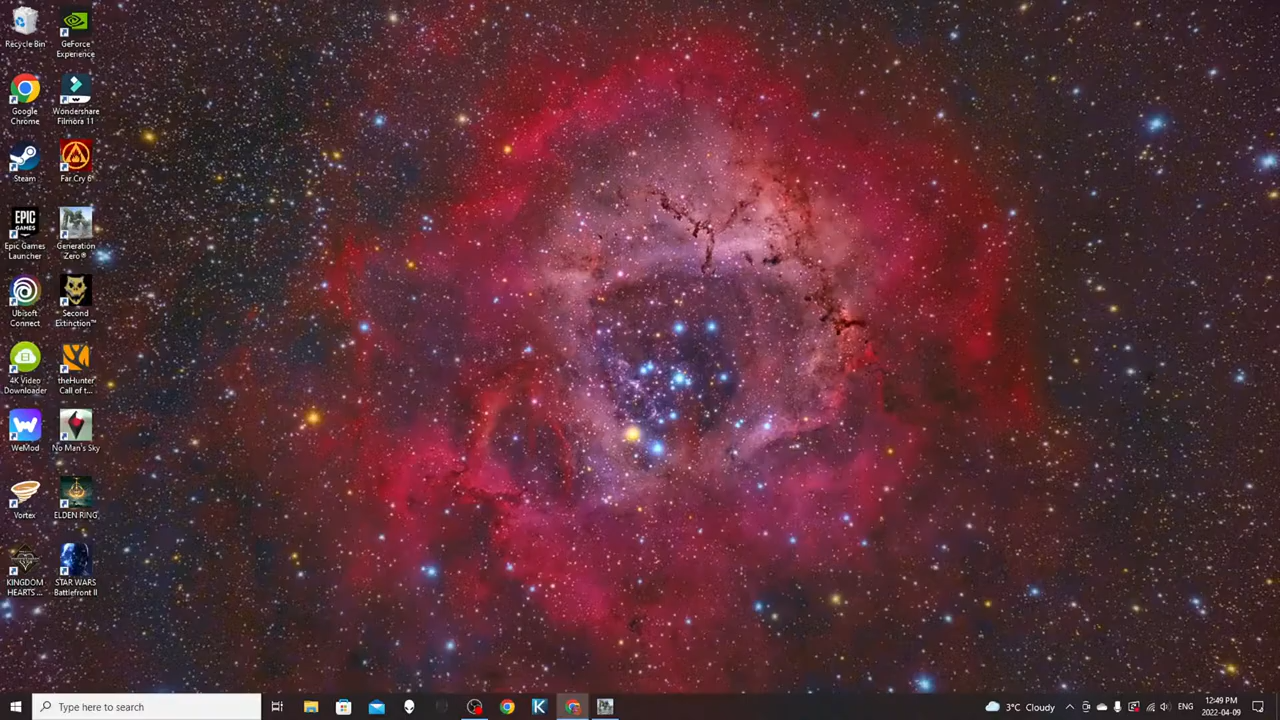 Recycle Bin
GeForce
Experience
Google
Chrome
Wondershare
Filmora 11
Steam
Far Cry 6
EPIC
GAMES
Epic Games
Launcher
Generation
Zero®
Ubisoft
Connect
Second
Extinction™
4K Video
Downloader
theHunter
Call of t...
WeMod
No Man's Sky
Vortex
ELDEN RING
KINGDOM
HEARTS ...
STAR WARS
Battlefront II
Type here to search
3°C Cloudy
12:49 PM
2022-04-09